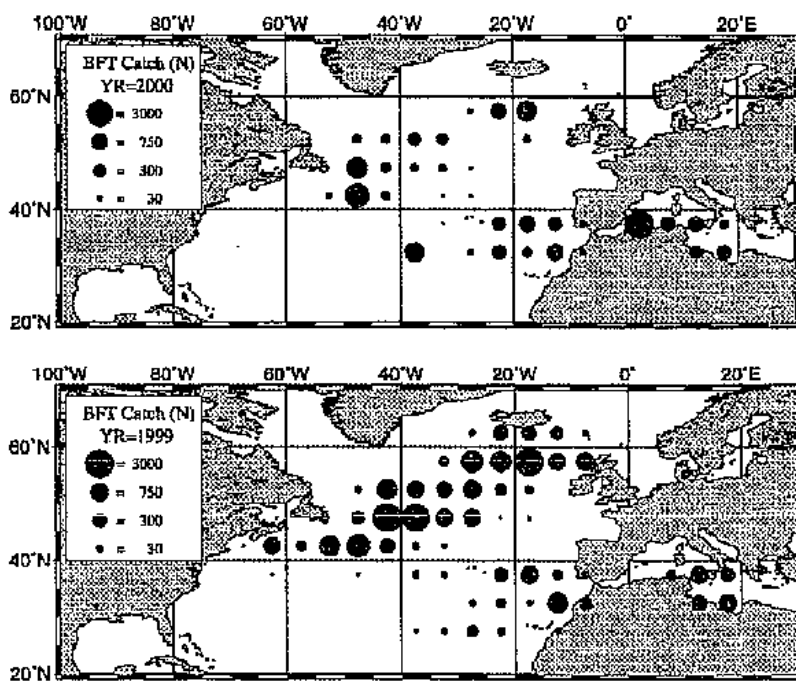 100˚W 80˚W 60˚W 40˚W 20˚W 0˚ 20˚E
BFT Catch (N)
YR=2000
= 3000
= 750
= 300
= 30
60˚N
40˚N
20˚N
100˚W 80˚W 60˚W 40˚W 20˚W 0˚ 20˚E
BFT Catch (N)
YR=1999
= 3000
= 750
= 300
= 30
60˚N
40˚N
20˚N